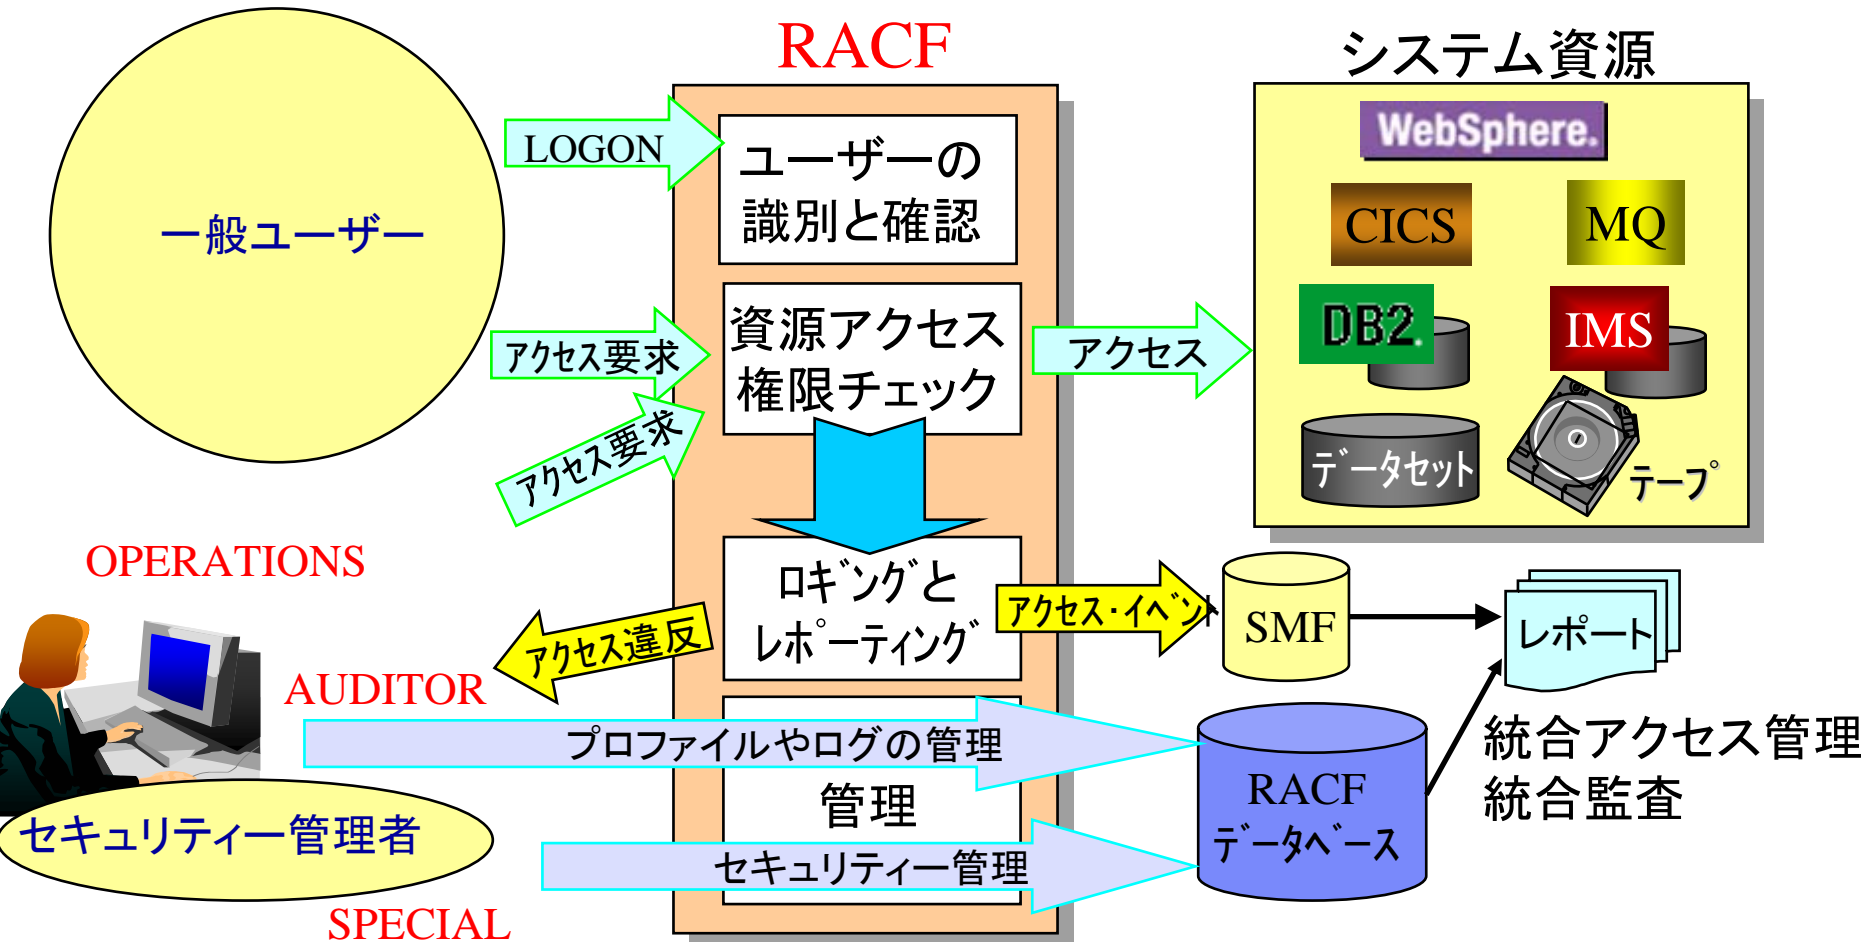 RACF
システム資源
一般ユーザー
LOGON
ユーザーの
識別と確認
WebSphere.
CICS
MQ
アクセス要求
資源アクセス
権限チェック
アクセス
DB2.
IMS
アクセス要求
データセット
テープ
OPERATIONS
ロギングと
レポーティング
アクセス・イベント
SMF
レポート
アクセス違反
AUDITOR
プロファイルやログの管理
管理
RACF
データベース
統合アクセス管理
統合監査
セキュリティー管理者
セキュリティー管理
SPECIAL